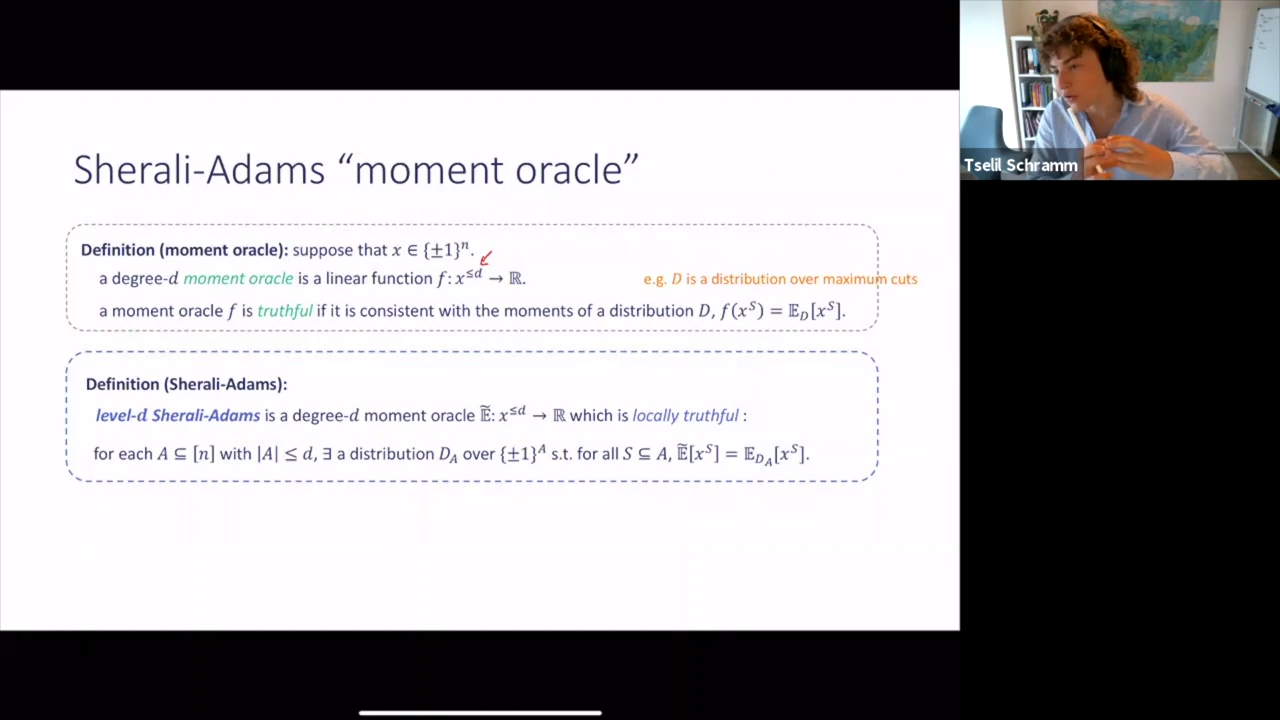 Sherali-Adams “moment oracle”
Definition (moment oracle): suppose that x ∈ {±1}ⁿ.
a degree-d moment oracle is a linear function f: x^≤d → ℝ.
e.g. D is a distribution over maximum cuts
a moment oracle f is truthful if it is consistent with the moments of a distribution D, f(x^S) = 𝔼_D[x^S].
Definition (Sherali-Adams):
level-d Sherali-Adams is a degree-d moment oracle 𝔼̃: x^≤d → ℝ which is locally truthful :
for each A ⊆ [n] with |A| ≤ d, ∃ a distribution D_A over {±1}^A s.t. for all S ⊆ A, 𝔼̃[x^S] = 𝔼_{D_A}[x^S].
Tselil Schramm